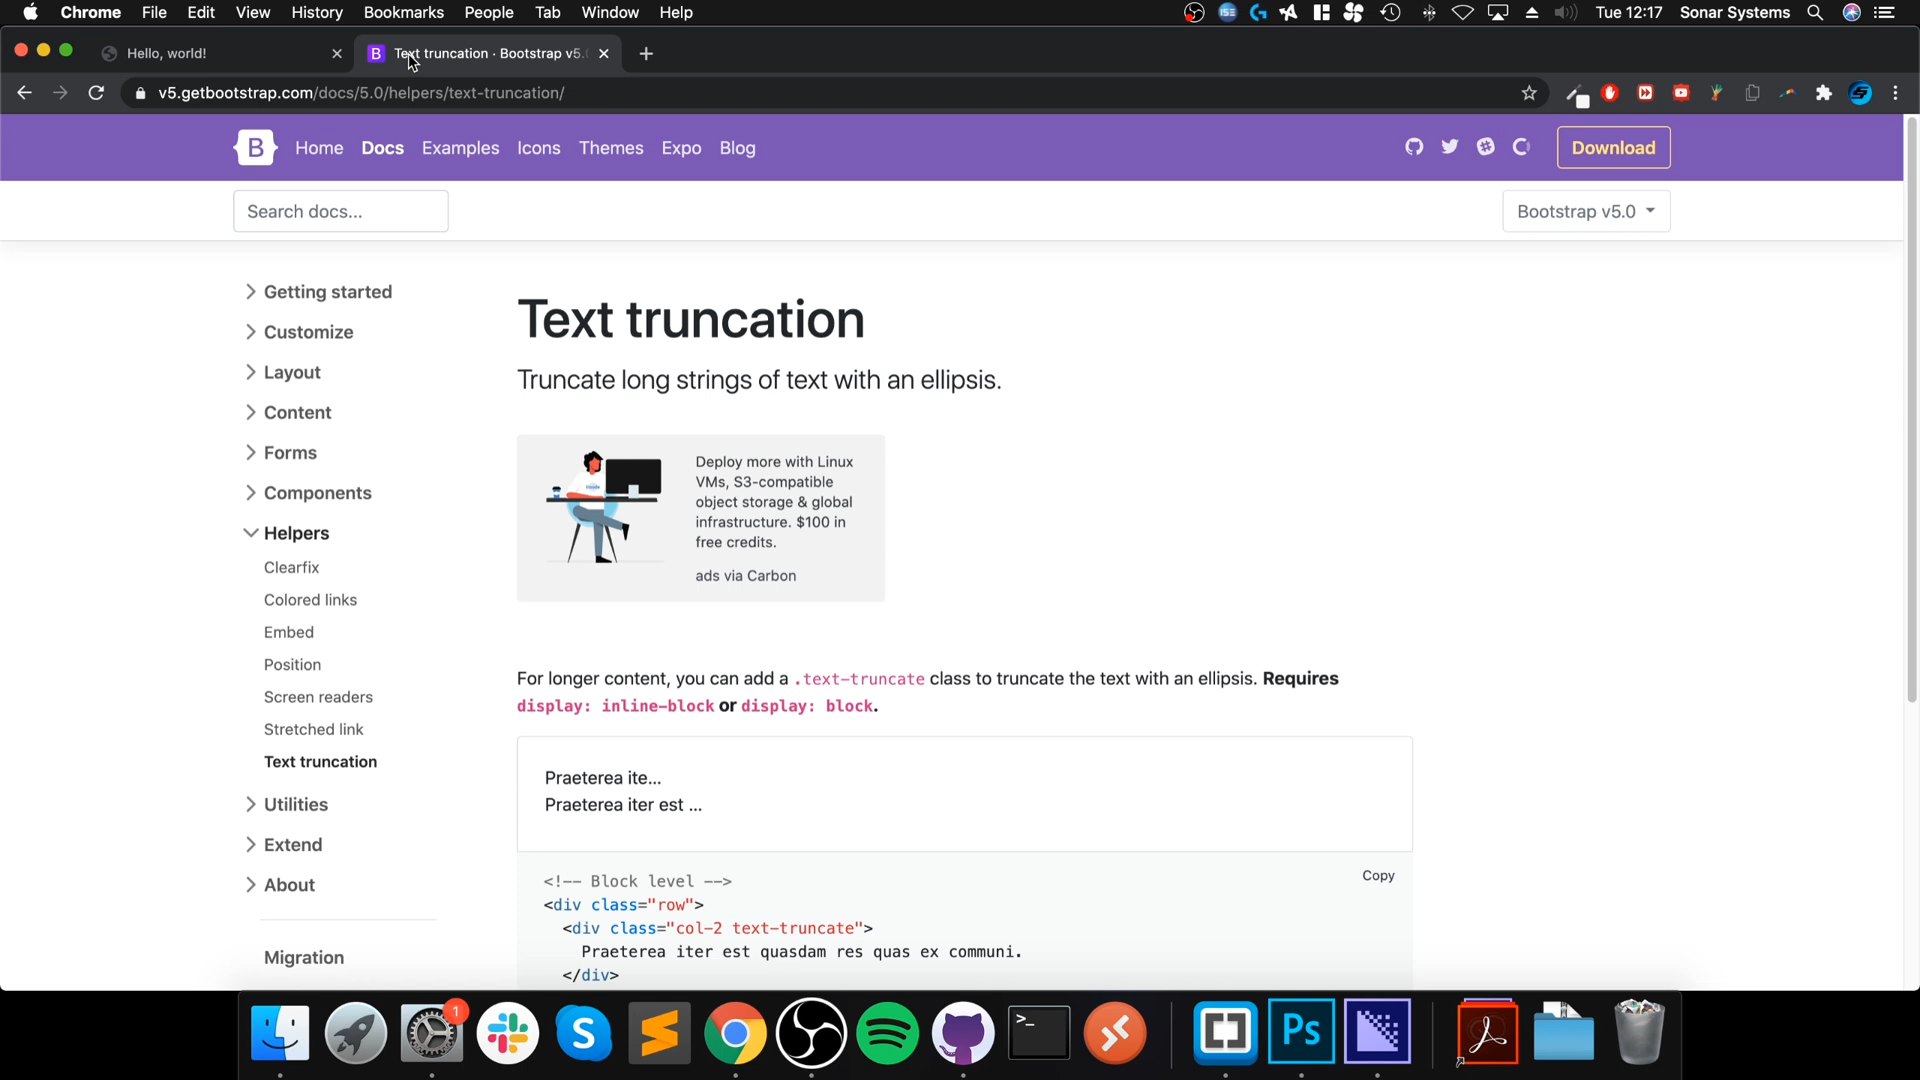 Chrome File Edit View History Bookmarks People Tab Window Help
Tue 12:17 Sonar Systems
Hello, world!
Text truncation · Bootstrap v5.
v5.getbootstrap.com/docs/5.0/helpers/text-truncation/
B Home Docs Examples Icons Themes Expo Blog
Download
Search docs...
Bootstrap v5.0
Getting started
Customize
Layout
Content
Forms
Components
Helpers
Clearfix
Colored links
Embed
Position
Screen readers
Stretched link
Text truncation
Utilities
Extend
About
Migration
Text truncation
Truncate long strings of text with an ellipsis.
Deploy more with Linux
VMs, S3-compatible
object storage & global
infrastructure. $100 in
free credits.
ads via Carbon
For longer content, you can add a .text-truncate class to truncate the text with an ellipsis. Requires
display: inline-block or display: block.
Praeterea ite...
Praeterea iter est ...
Copy
<!-- Block level -->
<div class="row">
<div class="col-2 text-truncate">
Praeterea iter est quasdam res quas ex communi.
</div>
1
Ps